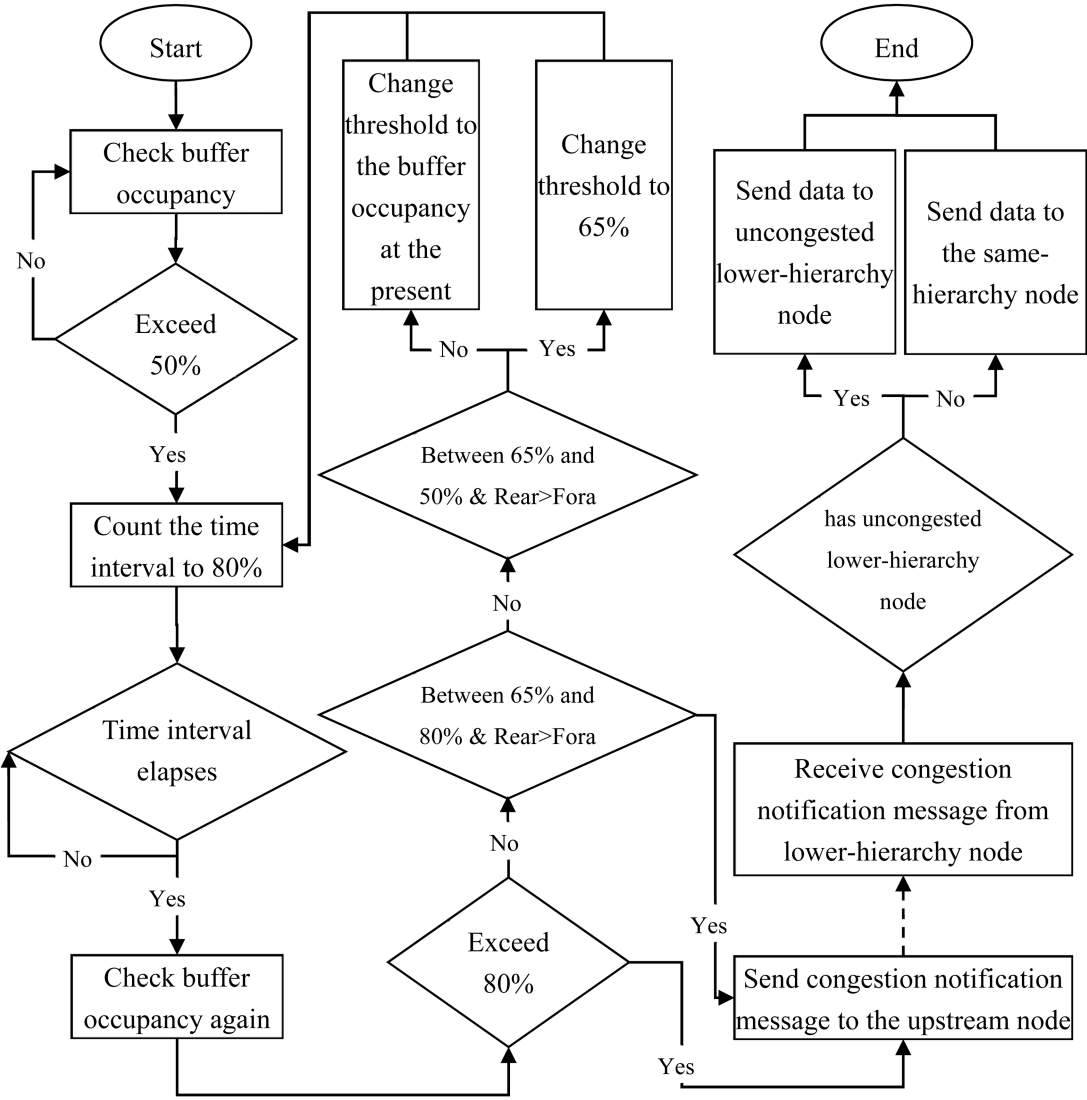 Start
Check buffer
occupancy
No
Exceed
50%
Yes
Count the time
interval to 80%
Time interval
elapses
No
Yes
Check buffer
occupancy again
Exceed
80%
No
Yes
Between 65% and
80% & Rear>Fora
No
Yes
Between 65% and
50% & Rear>Fora
No
Yes
Change
threshold to
the buffer
occupancy
at the
present
Change
threshold to
65%
Send congestion notification
message to the upstream node
Receive congestion
notification message from
lower-hierarchy node
has uncongested
lower-hierarchy
node
Yes
No
Send data to
uncongested
lower-hierarchy
node
Send data to
the same-
hierarchy node
End